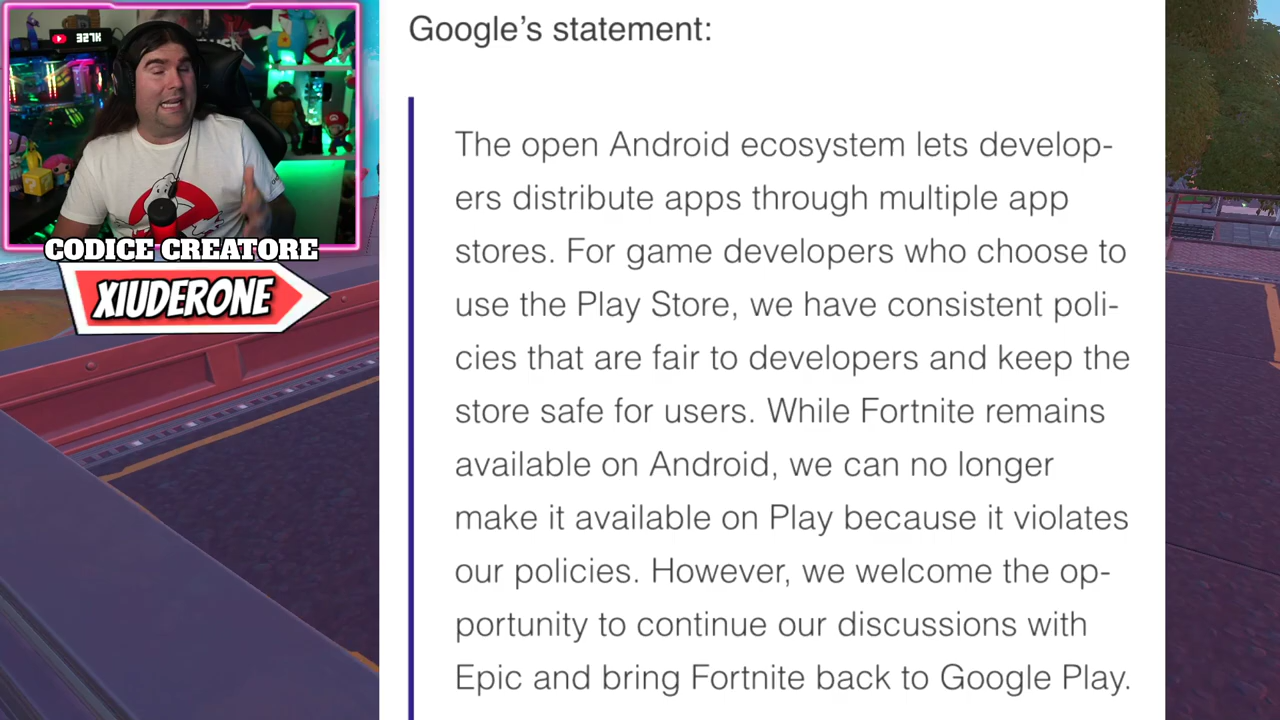 327K
CODICE CREATORE
XIUDERONE
Google’s statement:
The open Android ecosystem lets develop-
ers distribute apps through multiple app
stores. For game developers who choose to
use the Play Store, we have consistent poli-
cies that are fair to developers and keep the
store safe for users. While Fortnite remains
available on Android, we can no longer
make it available on Play because it violates
our policies. However, we welcome the op-
portunity to continue our discussions with
Epic and bring Fortnite back to Google Play.